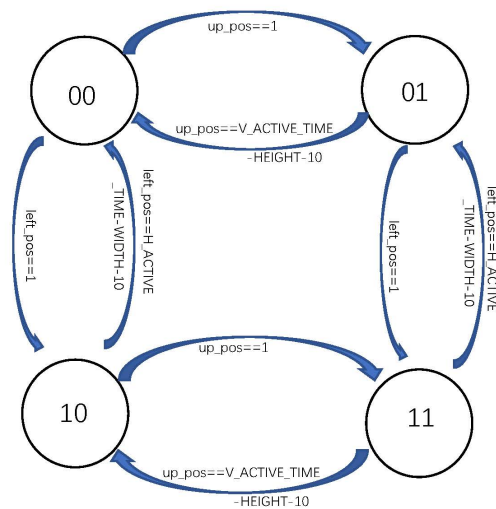 up_pos==1
00
01
up_pos==V_ACTIVE_TIME
-HEIGHT-10
left_pos==1
left_pos==H_ACTIVE
_TIME-WIDTH-10
left_pos==1
left_pos==H_ACTIVE
_TIME-WIDTH-10
up_pos==1
10
11
up_pos==V_ACTIVE_TIME
-HEIGHT-10